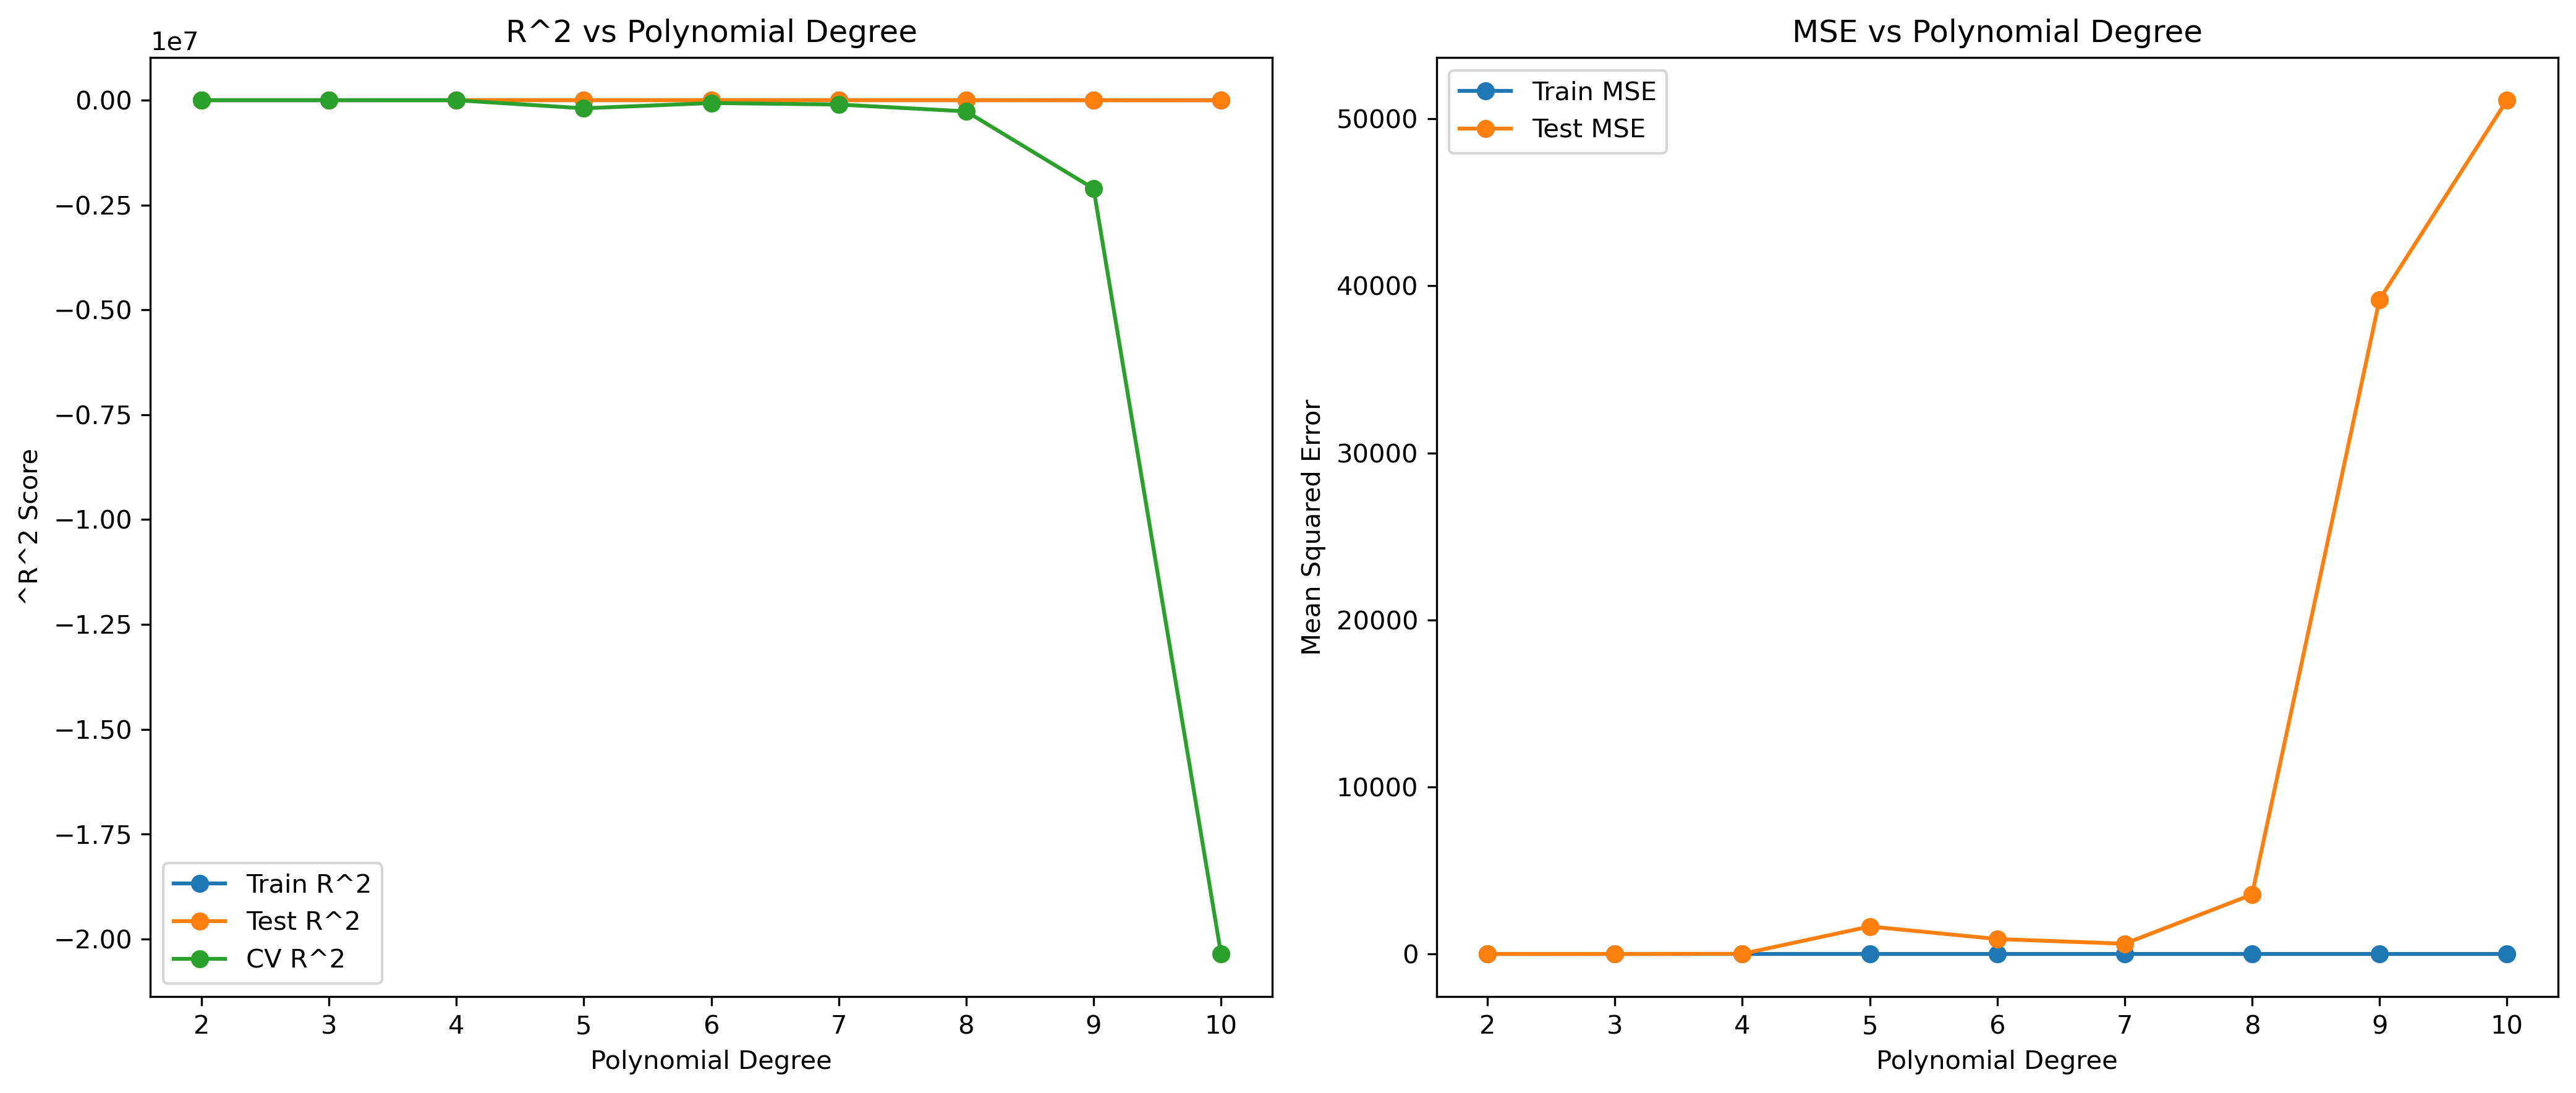 R^2 vs Polynomial Degree
1e7
0.00
−0.25
−0.50
−0.75
−1.00
−1.25
−1.50
−1.75
−2.00
^R^2 Score
Train R^2
Test R^2
CV R^2
2 3 4 5 6 7 8 9 10
Polynomial Degree
MSE vs Polynomial Degree
Train MSE
Test MSE
50000
40000
30000
20000
10000
0
Mean Squared Error
2 3 4 5 6 7 8 9 10
Polynomial Degree